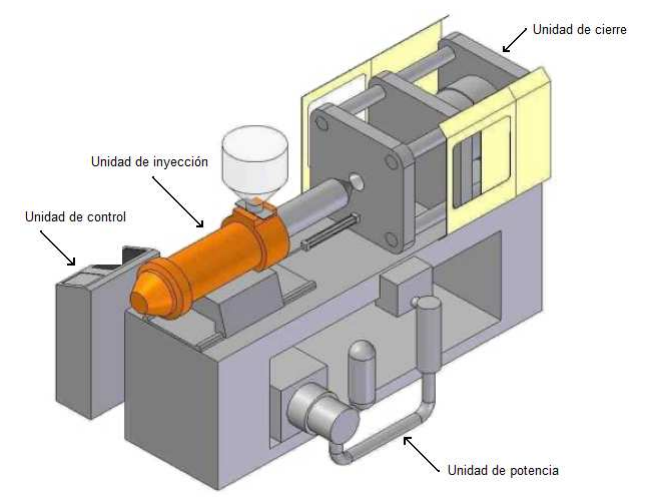 Unidad de cierre
Unidad de inyección
Unidad de control
Unidad de potencia